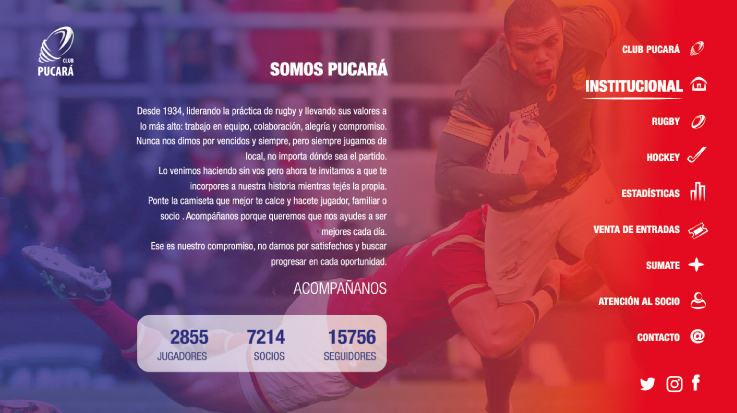 CLUB
PUCARÁ
SOMOS PUCARÁ
Desde 1934, liderando la práctica de rugby y llevando sus valores a
lo más alto: trabajo en equipo, colaboración, alegría y compromiso.
Nunca nos dimos por vencidos y siempre, pero siempre jugamos de
local, no importa dónde sea el partido.
Lo venimos haciendo sin vos pero ahora te invitamos a que te
incorpores a nuestra historia mientras tejés la propia.
Ponte la camiseta que mejor te calce y hacete jugador, familiar o
socio . Acompáñanos porque queremos que nos ayudes a ser
mejores cada día.
Ese es nuestro compromiso, no darnos por satisfechos y buscar
progresar en cada oportunidad.
ACOMPAÑANOS
2855 7214 15756
JUGADORES SOCIOS SEGUIDORES
CLUB PUCARÁ
INSTITUCIONAL
RUGBY
HOCKEY
ESTADÍSTICAS
VENTA DE ENTRADAS
SUMATE
ATENCIÓN AL SOCIO
CONTACTO @